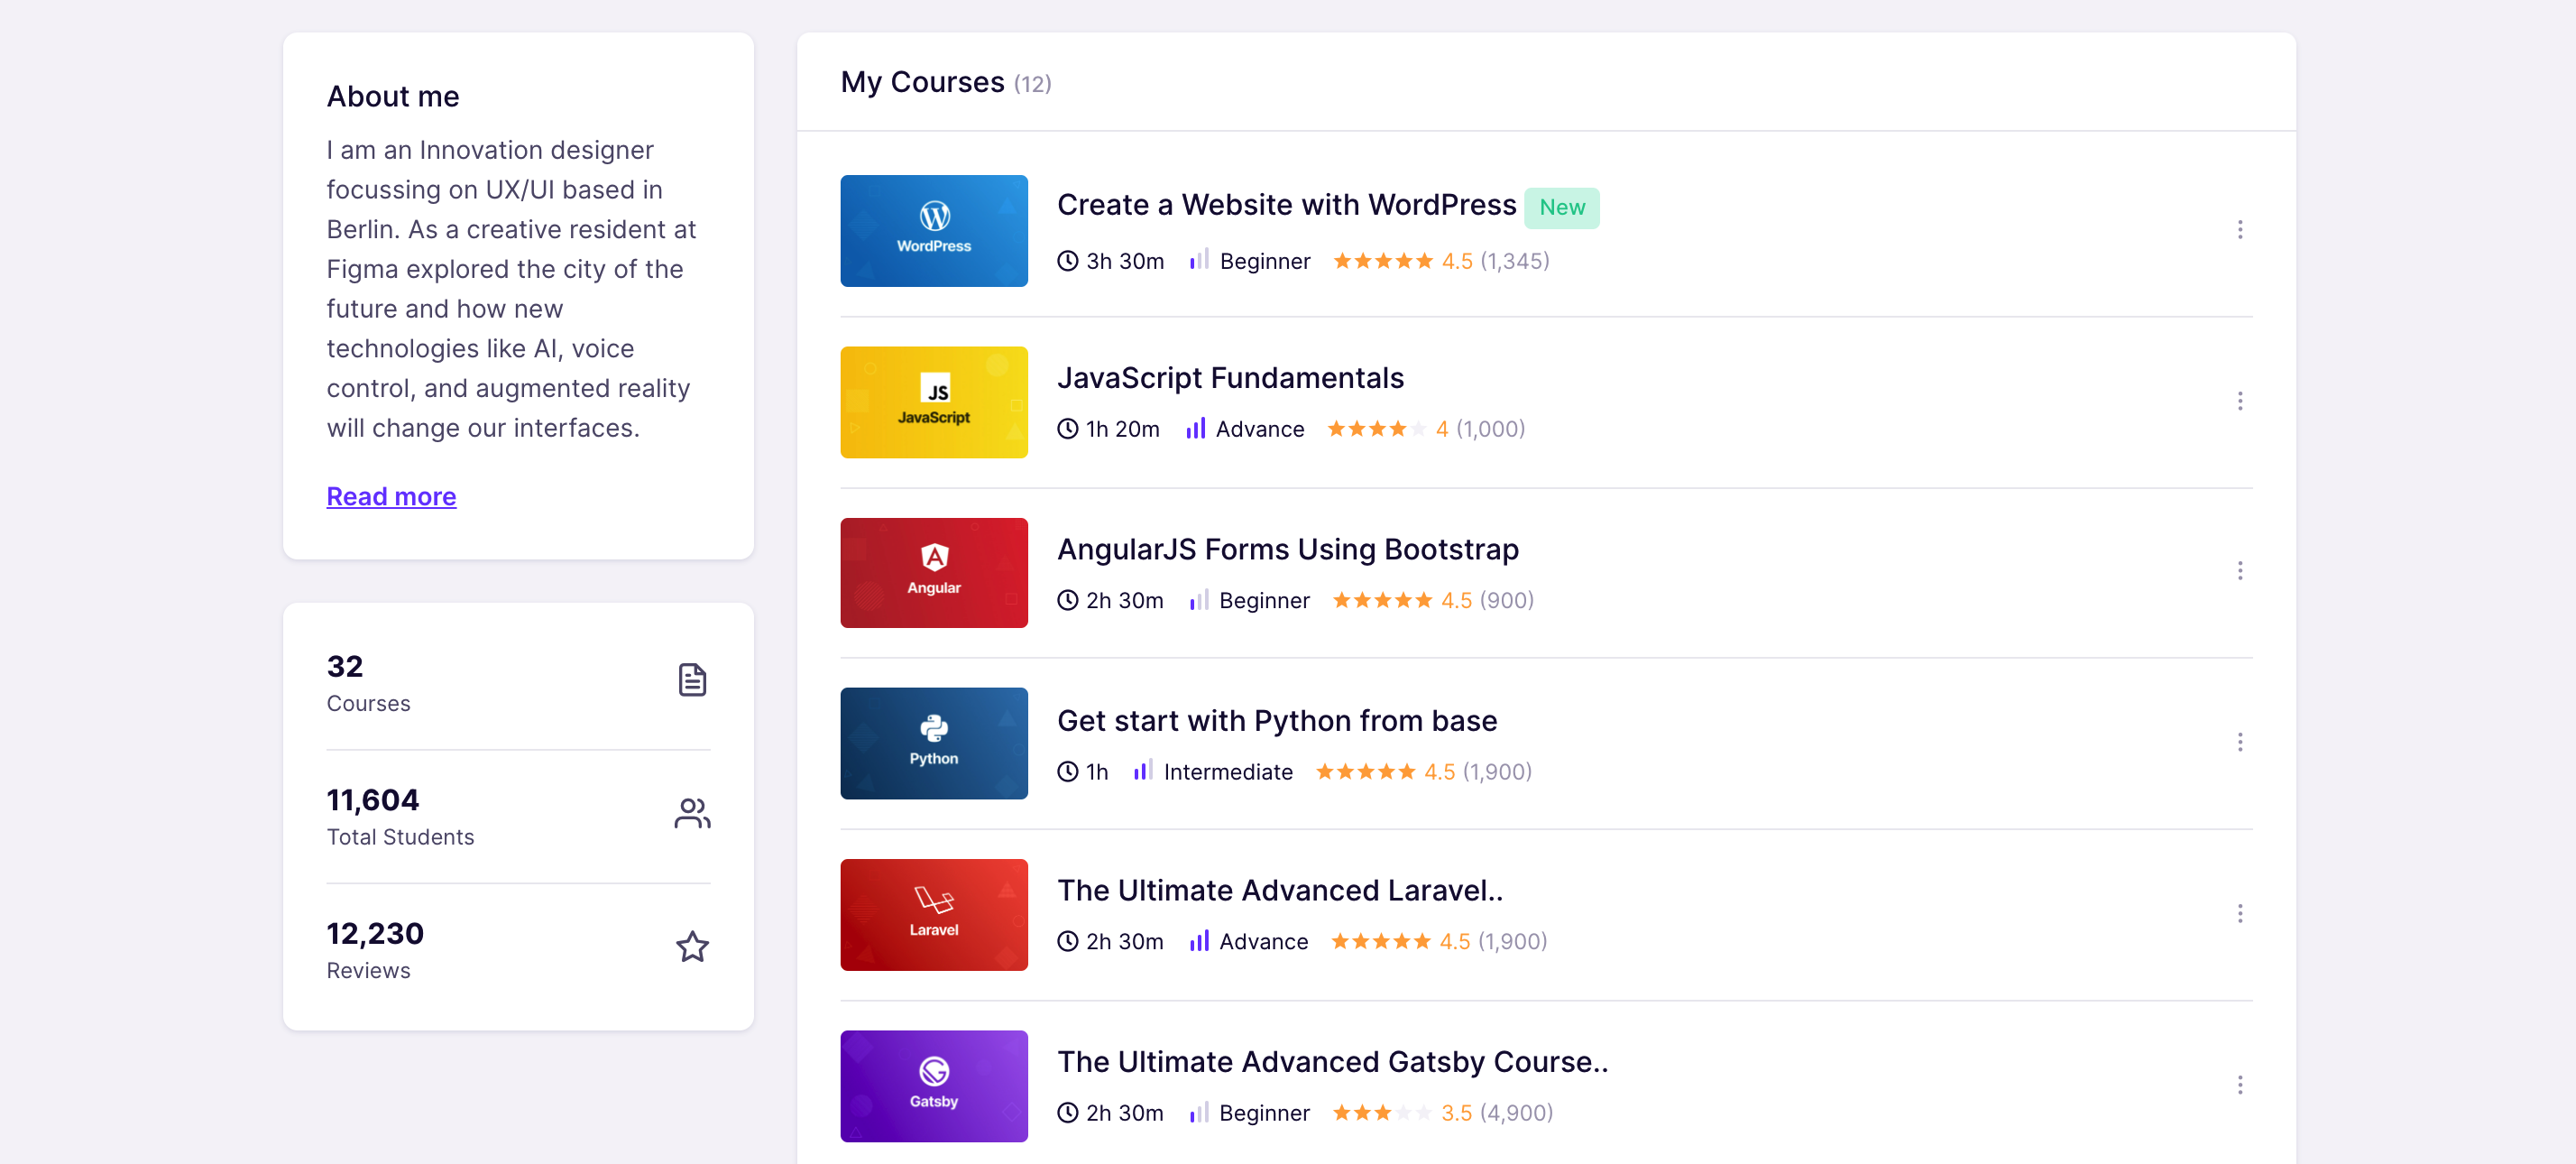 About me
I am an Innovation designer
focussing on UX/UI based in
Berlin. As a creative resident at
Figma explored the city of the
future and how new
technologies like AI, voice
control, and augmented reality
will change our interfaces.
Read more
32
Courses
11,604
Total Students
12,230
Reviews
My Courses (12)
WordPress
Create a Website with WordPress New
3h 30m Beginner 4.5 (1,345)
JS
JavaScript
JavaScript Fundamentals
1h 20m Advance 4 (1,000)
Angular
AngularJS Forms Using Bootstrap
2h 30m Beginner 4.5 (900)
Python
Get start with Python from base
1h Intermediate 4.5 (1,900)
Laravel
The Ultimate Advanced Laravel..
2h 30m Advance 4.5 (1,900)
Gatsby
The Ultimate Advanced Gatsby Course..
2h 30m Beginner 3.5 (4,900)